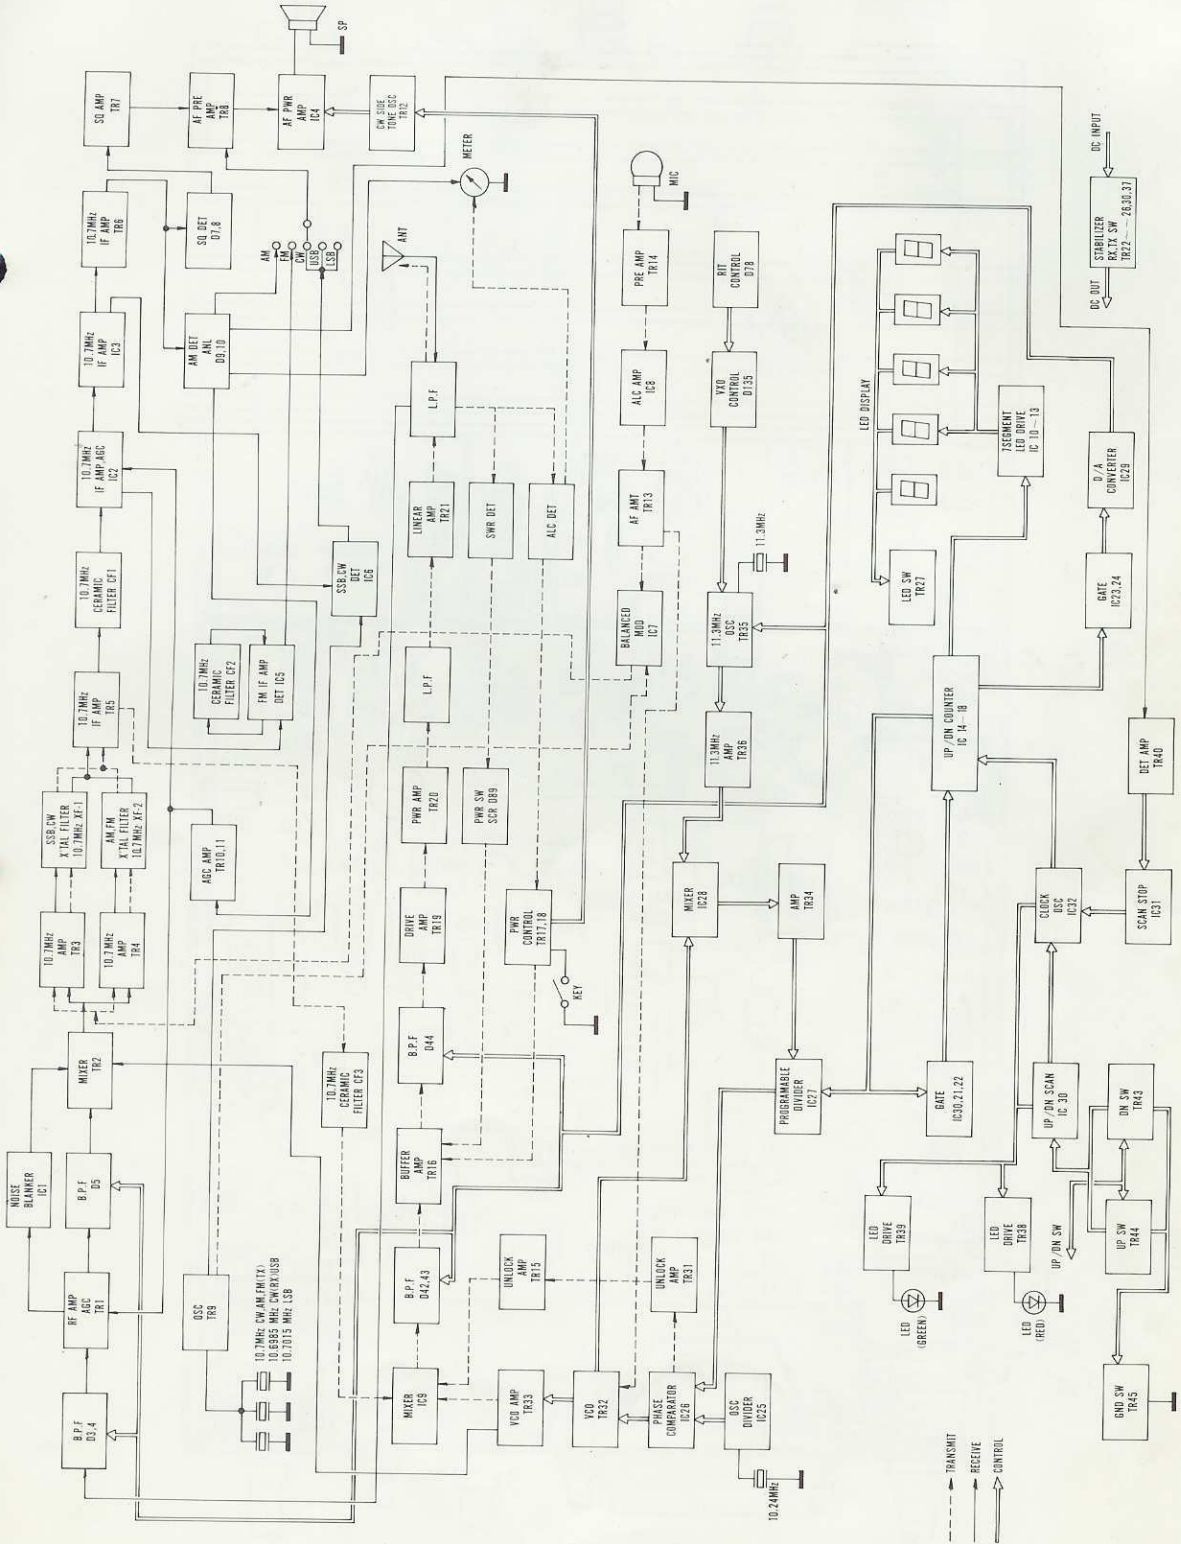 SP
SQ AMP
TR7
AF PRE
AMP
TR8
AF PWR
AMP
IC4
CW SIDE
TONE OSC
TR12
10.7MHz
IF AMP
TR6
SQ DET
D7,8
METER
AM
FM
CW
USB
LSB
ANT
10.7MHz
IF AMP
IC3
AM DET
ANL
D9,10
L.P.F
10.7MHz
IF AMP,AGC
IC2
LINEAR
AMP
TR21
SWR DET
ALC DET
10.7MHz
CERAMIC
FILTER CF1
SSB,CW
DET
IC6
10.7MHz
IF AMP
TR5
10.7MHz
CERAMIC
FILTER CF2
FM IF AMP
DET IC5
L.P.F
SSB,CW
X'TAL FILTER
10.7MHz XF-1
AM,FM
X'TAL FILTER
10.7MHz XF-2
AGC AMP
TR10,11
PWR AMP
TR20
PWR SW
SCR D89
10.7MHz
AMP
TR3
10.7MHz
AMP
TR4
DRIVE
AMP
TR19
PWR
CONTROL
TR17,18
KEY
MIXER
TR2
10.7MHz
CERAMIC
FILTER CF3
B.P.F
D44
NOISE
BLANKER
IC1
B.P.F
D5
BUFFER
AMP
TR16
RF AMP
AGC
TR1
OSC
TR9
B.P.F
D42,43
UNLOCK
AMP
TR15
UNLOCK
AMP
TR31
10.7MHz CW,AM,FM(TX)
10.6985 MHz CW(RX)USB
10.7015 MHz LSB
B.P.F
D3,4
MIXER
IC9
VCO AMP
TR33
VCO
TR32
PHASE
COMPARATOR
IC26
OSC
DIVIDER
IC25
10.24MHz
MIC
PRE AMP
TR14
RIT
CONTROL
D78
ALC AMP
IC8
VXO
CONTROL
D135
AF AMT
TR13
11.3MHz
BALANCED
MOD
IC7
11.3MHz
OSC
TR35
11.3MHz
AMP
TR36
MIXER
IC28
AMP
TR34
PROGRAMABLE
DIVIDER
IC27
LED DISPLAY
7SEGMENT
LED DRIVE
IC 10~13
LED SW
TR27
D/A
CONVERTER
IC29
GATE
IC23,24
UP/DN COUNTER
IC 14~18
DET AMP
TR40
CLOCK
OSC
IC32
SCAN STOP
IC31
GATE
IC30,21,22
UP/DN SCAN
IC 30
DN SW
TR43
UP SW
TR44
UP/DN SW
LED
DRIVE
TR39
LED
DRIVE
TR38
LED
(GREEN)
LED
(RED)
GND SW
TR45
DC INPUT
STABILIZER
RX,TX SW
TR22~~26,30,37
DC OUT
TRANSMIT
RECEIVE
CONTROL